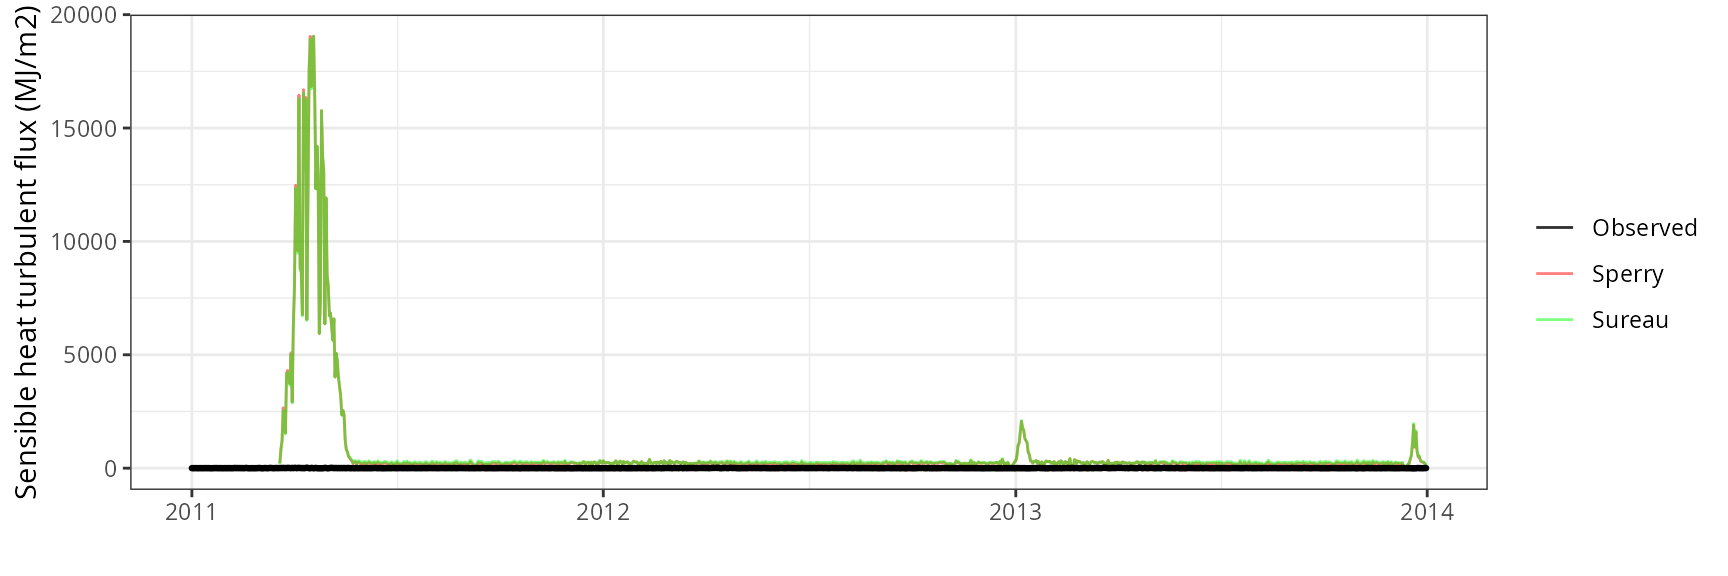 Sensible heat turbulent flux (MJ/m2)
20000
15000
10000
5000
0
2011
2012
2013
2014
Observed
Sperry
Sureau